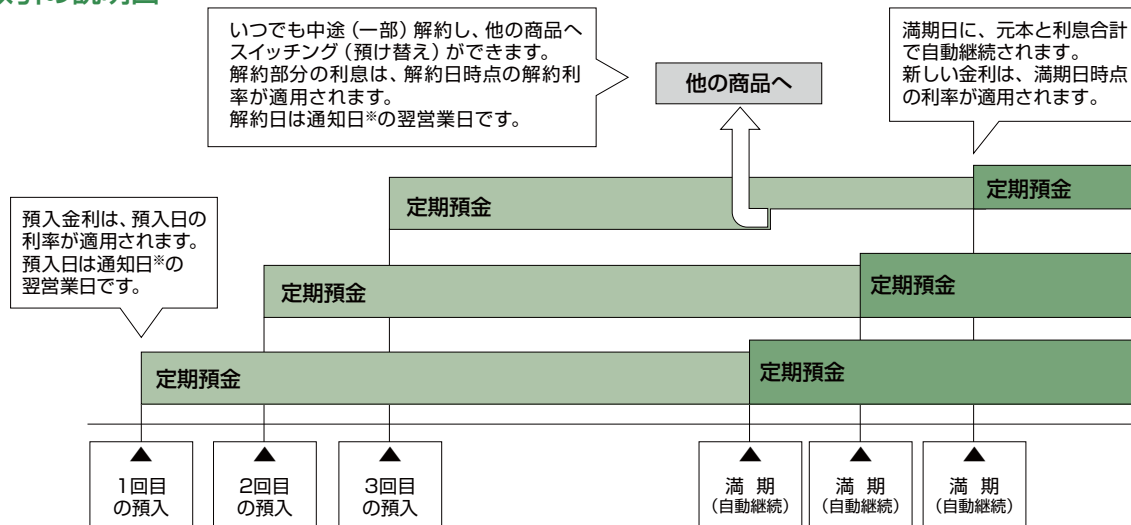 いつでも中途（一部）解約し、他の商品へ
スイッチング（預け替え）ができます。
解約部分の利息は、解約日時点の解約利
率が適用されます。
解約日は通知日※の翌営業日です。
他の商品へ
満期日に、元本と利息合計
で自動継続されます。
新しい金利は、満期日時点
の利率が適用されます。
預入金利は、預入日の
利率が適用されます。
預入日は通知日※の
翌営業日です。
定期預金
定期預金
定期預金
定期預金
定期預金
定期預金
1回目
の預入
2回目
の預入
3回目
の預入
満 期
（自動継続）
満 期
（自動継続）
満 期
（自動継続）